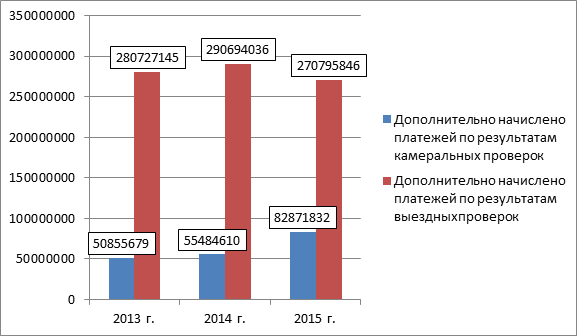 350000000
300000000
250000000
200000000
150000000
100000000
50000000
0
280727145
290694036
270795846
50855679
55484610
82871832
2013 г.
2014 г.
2015 г.
Дополнительно начислено
платежей по результатам
камеральных проверок
Дополнительно начислено
платежей по результатам
выездныхпроверок